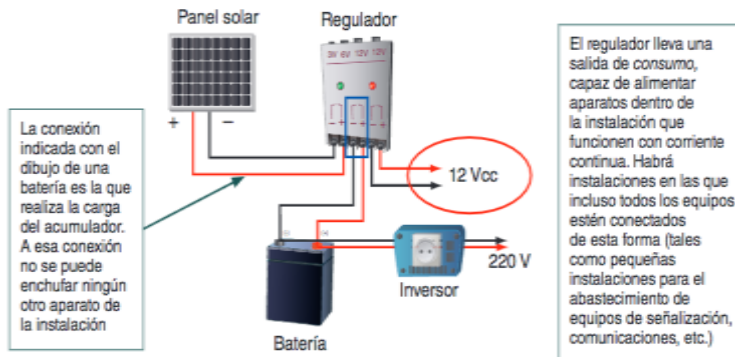 Panel solar
Regulador
3W 6V 12V 12V
+ −
La conexión
indicada con el
dibujo de una
batería es la que
realiza la carga
del acumulador.
A esa conexión
no se puede
enchufar ningún
otro aparato de
la instalación
12 Vcc
220 V
Inversor
Batería
El regulador lleva una
salida de consumo,
capaz de alimentar
aparatos dentro de
la instalación que
funcionen con corriente
continua. Habrá
instalaciones en las que
incluso todos los equipos
estén conectados
de esta forma (tales
como pequeñas
instalaciones para el
abastecimiento de
equipos de señalización,
comunicaciones, etc.)